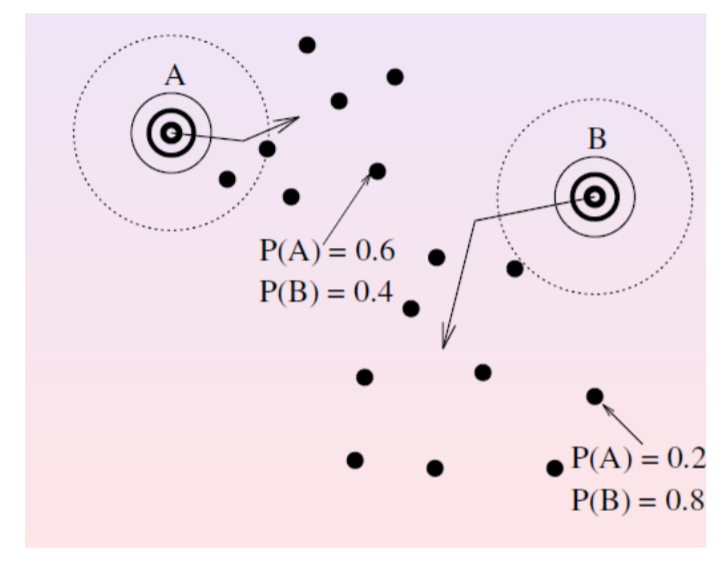 A
B
P(A) = 0.6
P(B) = 0.4
P(A) = 0.2
P(B) = 0.8